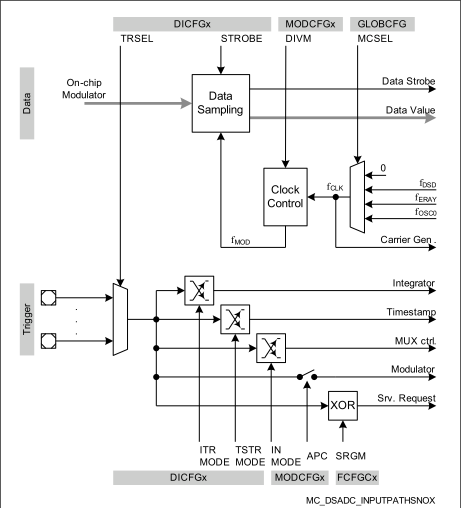 DICFGx MODCFGx GLOBCFG
TRSEL STROBE DIVM MCSEL
Data
On-chip
Modulator
Data
Sampling
Data Strobe
Data Value
0
fDSD
fERAY
fOSC0
Clock
Control
fCLK
fMOD
Carrier Gen .
Trigger
.
.
.
Integrator
Timestamp
MUX ctrl.
Modulator
Srv. Request
XOR
ITR
MODE
TSTR
MODE
IN
MODE
APC
SRGM
DICFGx MODCFGx FCFGCx
MC_DSADC_INPUTPATHSNOX